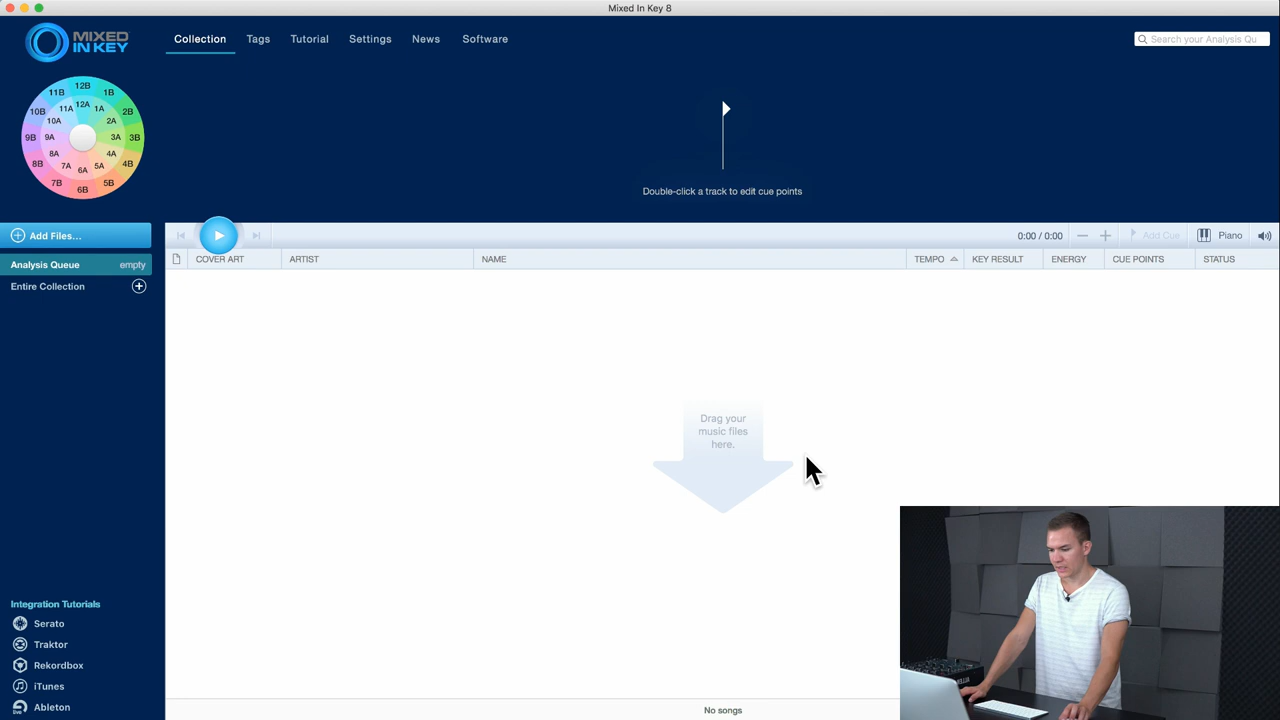 Mixed In Key 8
MIXED
IN KEY
Collection
Tags
Tutorial
Settings
News
Software
Search your Analysis Qu
12B
1B
2B
3B
4B
5B
6B
7B
8B
9B
10B
11B
12A
1A
2A
3A
4A
5A
6A
7A
8A
9A
10A
11A
Double-click a track to edit cue points
Add Files...
0:00 / 0:00
Add Cue
Piano
Analysis Queue empty
Entire Collection
COVER ART
ARTIST
NAME
TEMPO
KEY RESULT
ENERGY
CUE POINTS
STATUS
Drag your
music files
here.
Integration Tutorials
Serato
Traktor
Rekordbox
iTunes
Live
Ableton
No songs